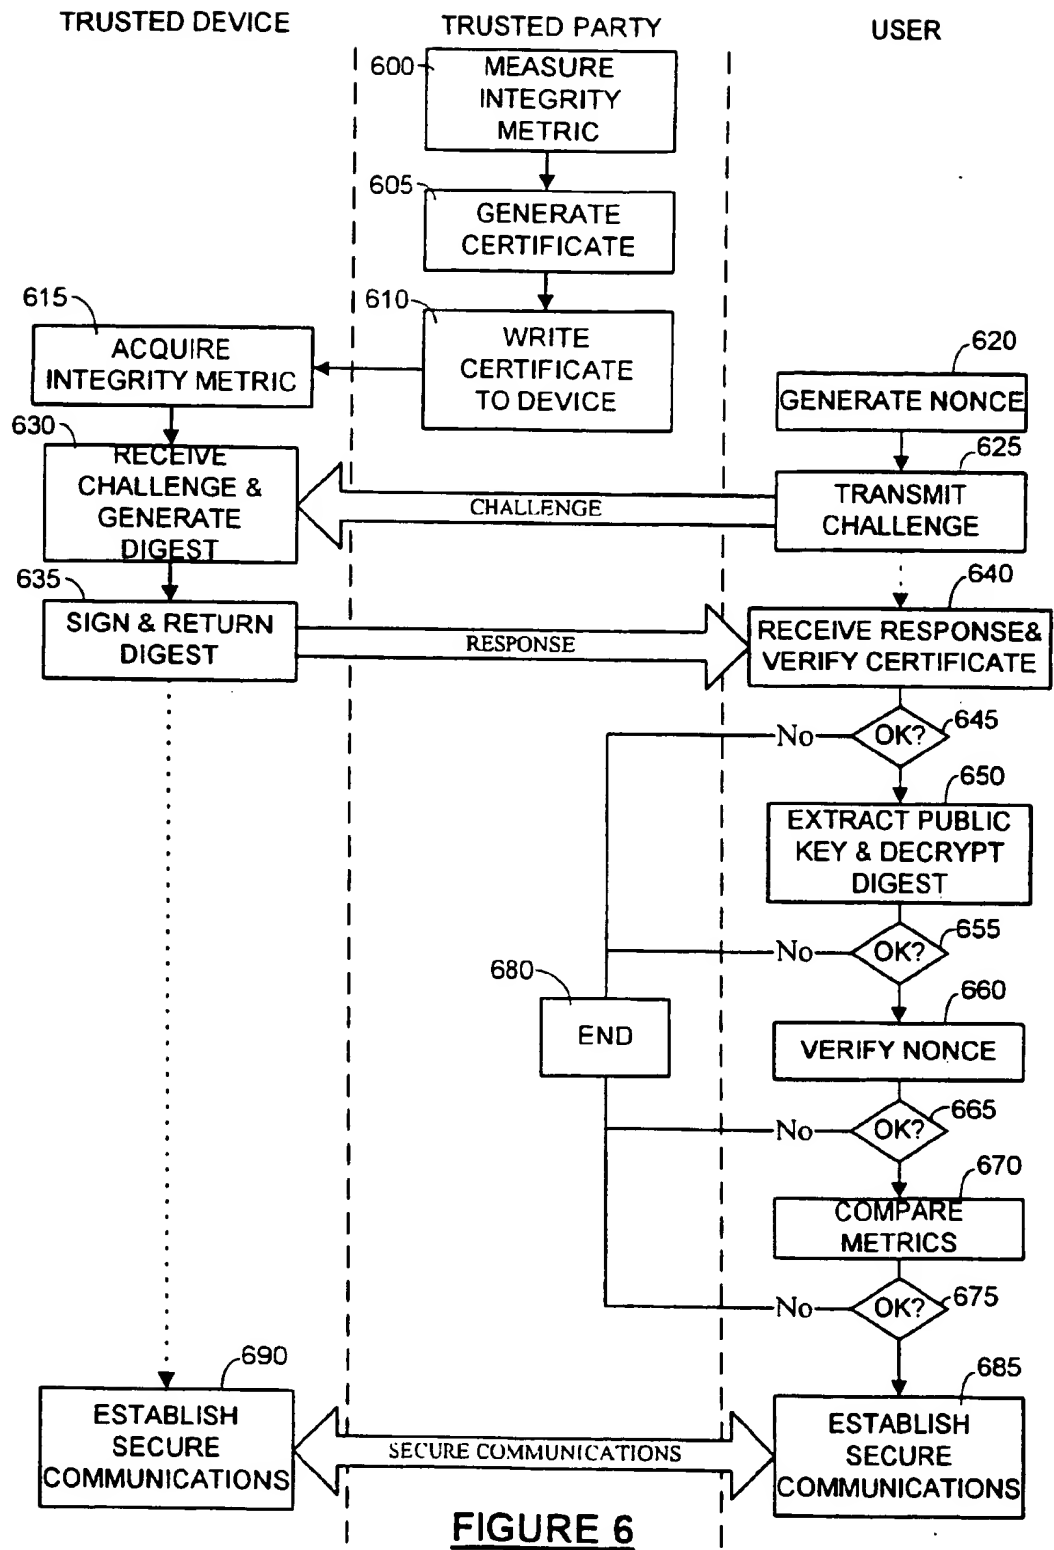 TRUSTED DEVICE
TRUSTED PARTY
USER
600
MEASURE
INTEGRITY
METRIC
605
GENERATE
CERTIFICATE
610
WRITE
CERTIFICATE
TO DEVICE
615
ACQUIRE
INTEGRITY METRIC
620
GENERATE NONCE
625
TRANSMIT
CHALLENGE
CHALLENGE
630
RECEIVE
CHALLENGE &
GENERATE
DIGEST
635
SIGN & RETURN
DIGEST
RESPONSE
640
RECEIVE RESPONSE&
VERIFY CERTIFICATE
645
OK?
No
650
EXTRACT PUBLIC
KEY & DECRYPT
DIGEST
655
OK?
No
680
END
660
VERIFY NONCE
665
OK?
No
670
COMPARE
METRICS
675
OK?
No
690
ESTABLISH
SECURE
COMMUNICATIONS
SECURE COMMUNICATIONS
685
ESTABLISH
SECURE
COMMUNICATIONS
FIGURE 6